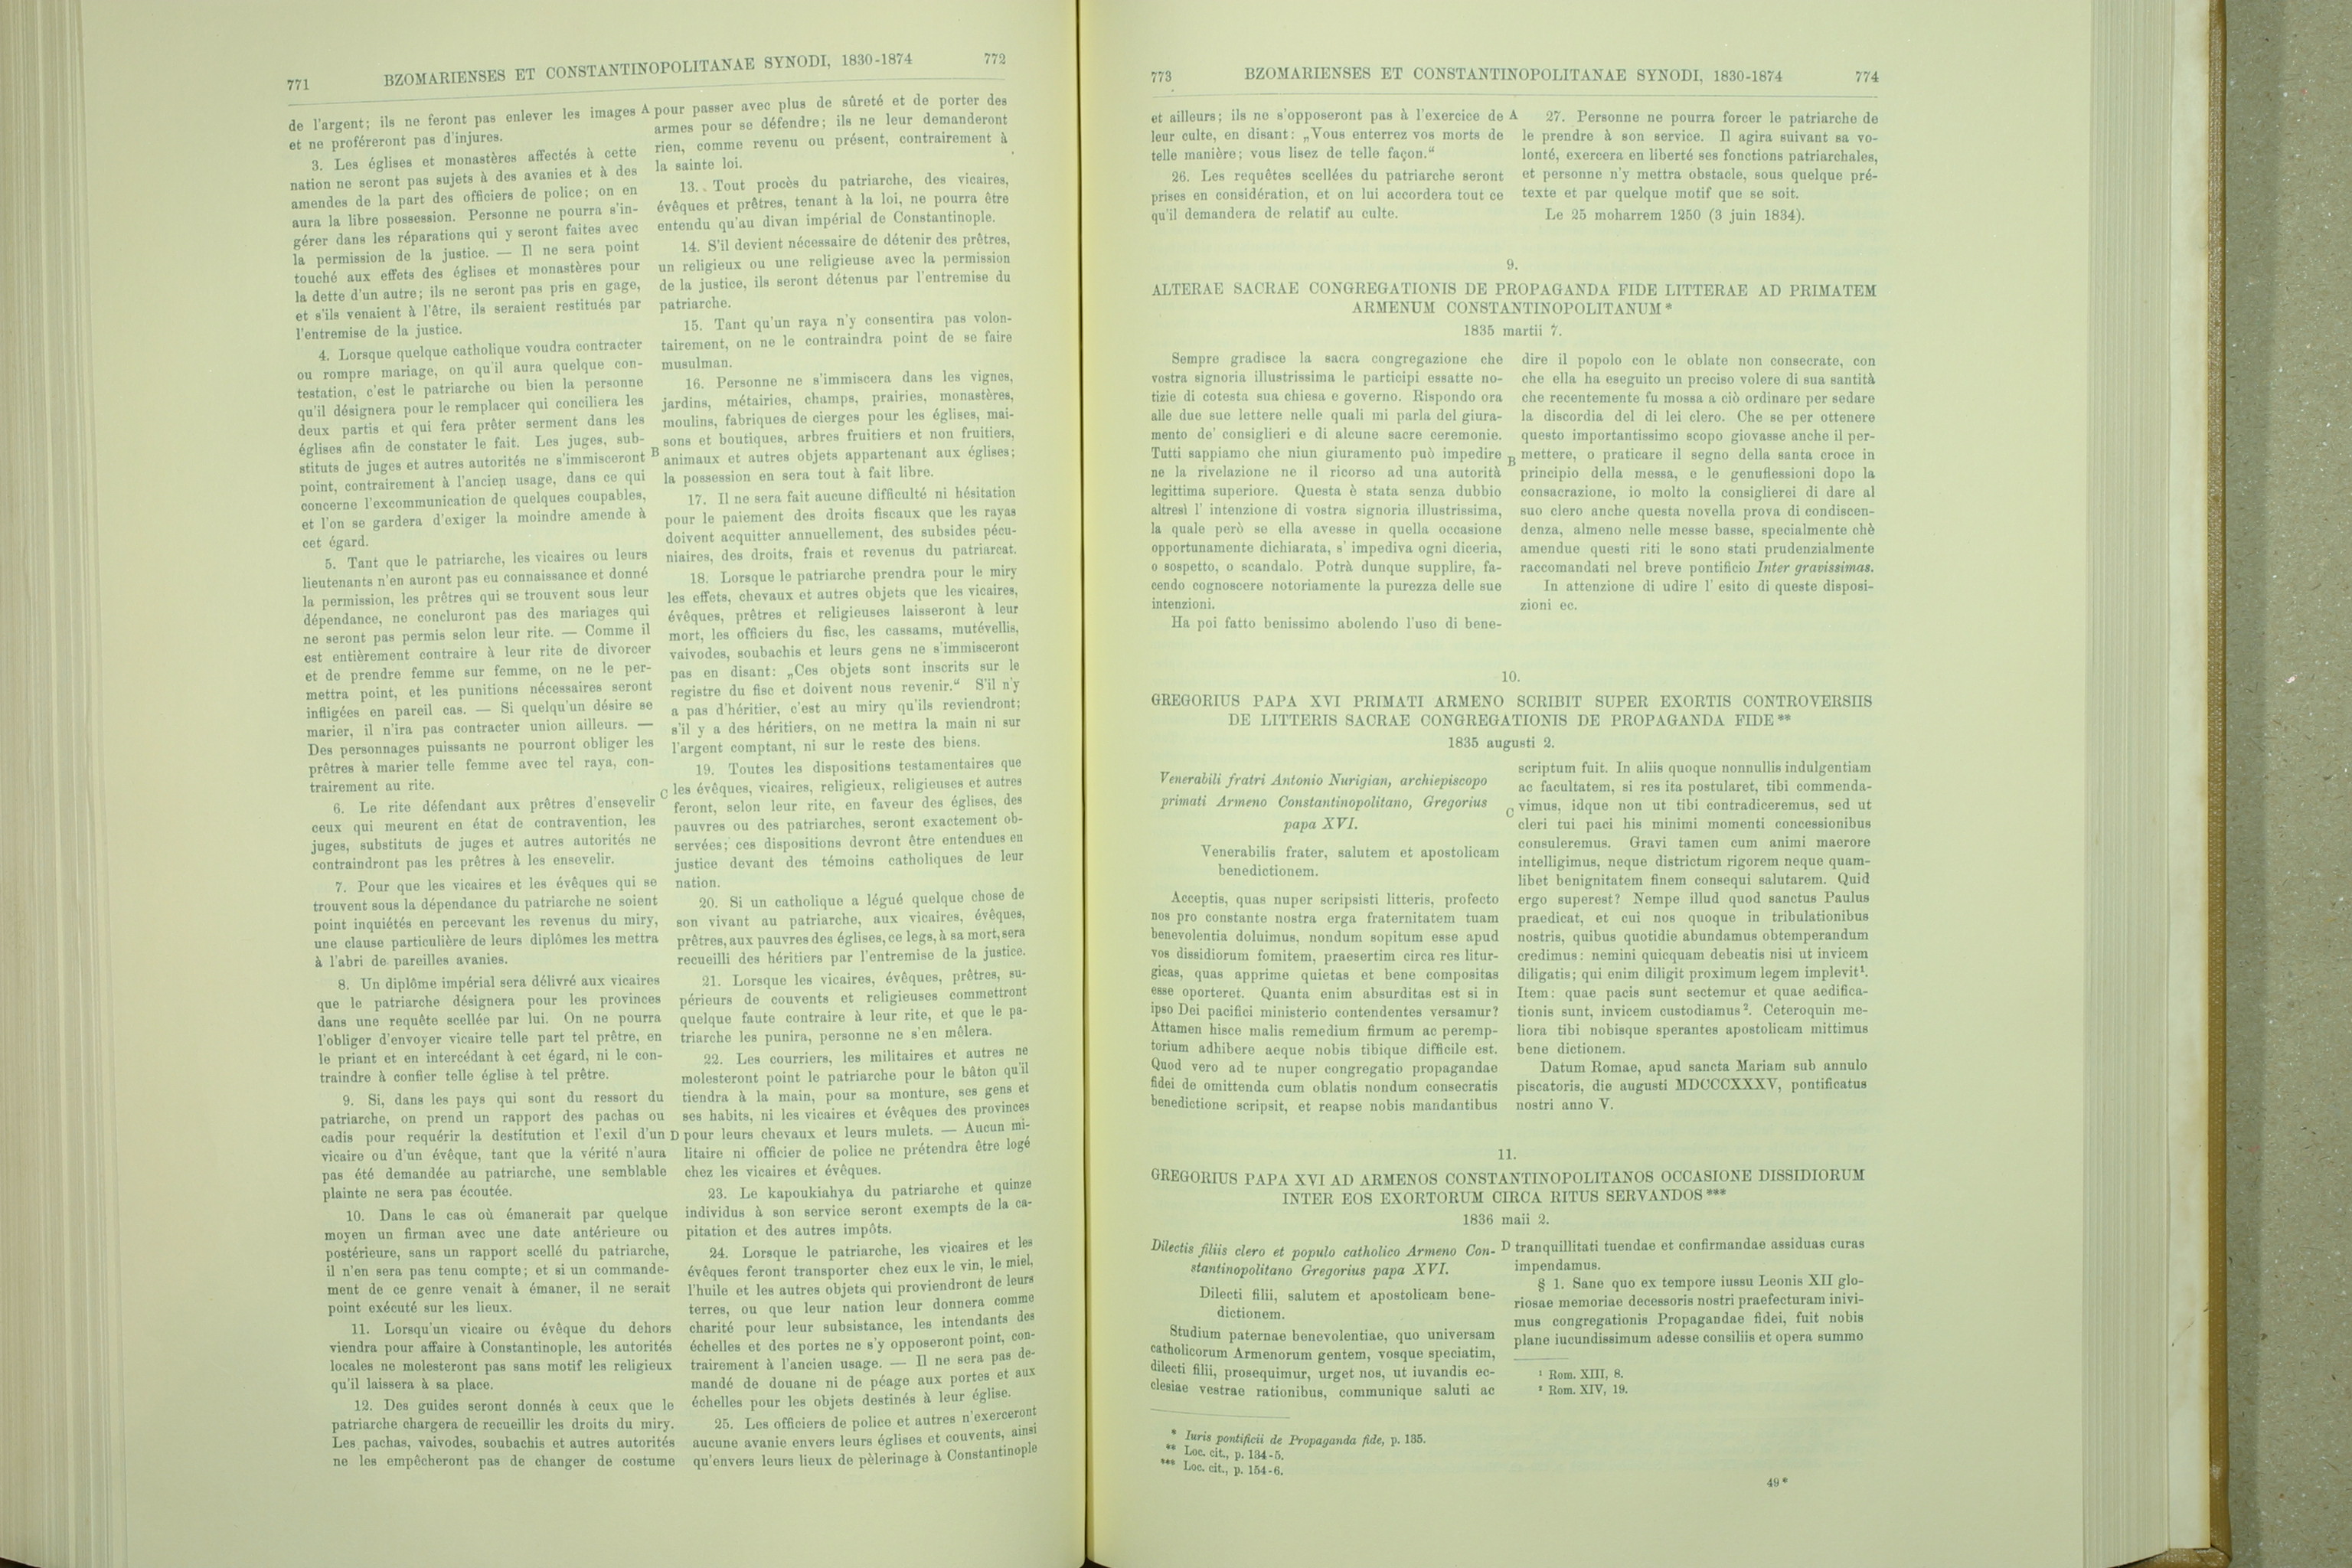 771
BZOMARIENSES ET CONSTANTINOPOLITANAE SYNODI, 1830-1874
772
de l'argent; ils ne feront pas enlever les images
et ne proféreront pas d'injures.
3. Les églises et monastères affectés à cette
nation ne seront pas sujets à des avanies et à des
amendes de la part des officiers de police; on en
aura la libre possession. Personne ne pourra s'in-
gérer dans les réparations qui y seront faites avec
la permission de la justice. — Il ne sera point
touché aux effets des églises et monastères pour
la dette d'un autre; ils ne seront pas pris en gage,
et s'ils venaient à l'être, ils seraient restitués par
l'entremise de la justice.
4. Lorsque quelque catholique voudra contracter
ou rompre mariage, on qu'il aura quelque con-
testation, c'est le patriarche ou bien la personne
qu'il désignera pour le remplacer qui conciliera les
deux partis et qui fera prêter serment dans les
églises afin de constater le fait. Les juges, sub-
stituts de juges et autres autorités ne s'immisceront
point, contrairement à l'ancien usage, dans ce qui
concerne l'excommunication de quelques coupables,
et l'on se gardera d'exiger la moindre amende à
cet égard.
5. Tant que le patriarche, les vicaires ou leurs
lieutenants n'en auront pas eu connaissance et donné
la permission, les prêtres qui se trouvent sous leur
dépendance, ne concluront pas des mariages qui
ne seront pas permis selon leur rite. — Comme il
est entièrement contraire à leur rite de divorcer
et de prendre femme sur femme, on ne le per-
mettra point, et les punitions nécessaires seront
infligées en pareil cas. — Si quelqu'un désire se
marier, il n'ira pas contracter union ailleurs. —
Des personnages puissants ne pourront obliger les
prêtres à marier telle femme avec tel raya, con-
trairement au rite.
6. Le rite défendant aux prêtres d'ensevelir
ceux qui meurent en état de contravention, les
juges, substituts de juges et autres autorités ne
contraindront pas les prêtres à les ensevelir.
7. Pour que les vicaires et les évêques qui se
trouvent sous la dépendance du patriarche ne soient
point inquiétés en percevant les revenus du miry,
une clause particulière de leurs diplômes les mettra
à l'abri de pareilles avanies.
8. Un diplôme impérial sera délivré aux vicaires
que le patriarche désignera pour les provinces
dans une requête scellée par lui. On ne pourra
l'obliger d'envoyer vicaire telle part tel prêtre, en
le priant et en intercédant à cet égard, ni le con-
traindre à confier telle église à tel prêtre.
9. Si, dans les pays qui sont du ressort du
patriarche, on prend un rapport des pachas ou
cadis pour requérir la destitution et l'exil d'un
vicaire ou d'un évêque, tant que la vérité n'aura
pas été demandée au patriarche, une semblable
plainte ne sera pas écoutée.
10. Dans le cas où émanerait par quelque
moyen un firman avec une date antérieure ou
postérieure, sans un rapport scellé du patriarche,
il n'en sera pas tenu compte; et si un commande-
ment de ce genre venait à émaner, il ne serait
point exécuté sur les lieux.
11. Lorsqu'un vicaire ou évêque du dehors
viendra pour affaire à Constantinople, les autorités
locales ne molesteront pas sans motif les religieux
qu'il laissera à sa place.
12. Des guides seront donnés à ceux que le
patriarche chargera de recueillir les droits du miry.
Les pachas, vaivodes, soubachis et autres autorités
ne les empêcheront pas de changer de costume
A
B
C
D
pour passer avec plus de sûreté et de porter des
armes pour se défendre; ils ne leur demanderont
rien, comme revenu ou présent, contrairement à
la sainte loi.
13. Tout procès du patriarche, des vicaires,
évêques et prêtres, tenant à la loi, ne pourra être
entendu qu'au divan impérial de Constantinople.
14. S'il devient nécessaire de détenir des prêtres,
un religieux ou une religieuse avec la permission
de la justice, ils seront détenus par l'entremise du
patriarche.
15. Tant qu'un raya n'y consentira pas volon-
tairement, on ne le contraindra point de se faire
musulman.
16. Personne ne s'immiscera dans les vignes,
jardins, métairies, champs, prairies, monastères,
moulins, fabriques de cierges pour les églises, mai-
sons et boutiques, arbres fruitiers et non fruitiers,
animaux et autres objets appartenant aux églises;
la possession en sera tout à fait libre.
17. Il ne sera fait aucune difficulté ni hésitation
pour le paiement des droits fiscaux que les rayas
doivent acquitter annuellement, des subsides pécu-
niaires, des droits, frais et revenus du patriarcat.
18. Lorsque le patriarche prendra pour le miry
les effets, chevaux et autres objets que les vicaires,
évêques, prêtres et religieuses laisseront à leur
mort, les officiers du fisc, les cassams, mutévellis,
vaivodes, soubachis et leurs gens ne s'immisceront
pas en disant: „Ces objets sont inscrits sur le
registre du fisc et doivent nous revenir.“ S'il n'y
a pas d'héritier, c'est au miry qu'ils reviendront;
s'il y a des héritiers, on ne mettra la main ni sur
l'argent comptant, ni sur le reste des biens.
19. Toutes les dispositions testamentaires que
les évêques, vicaires, religieux, religieuses et autres
feront, selon leur rite, en faveur des églises, des
pauvres ou des patriarches, seront exactement ob-
servées; ces dispositions devront être entendues en
justice devant des témoins catholiques de leur
nation.
20. Si un catholique a légué quelque chose de
son vivant au patriarche, aux vicaires, évêques,
prêtres, aux pauvres des églises, ce legs, à sa mort, sera
recueilli des héritiers par l'entremise de la justice.
21. Lorsque les vicaires, évêques, prêtres, su-
périeurs de couvents et religieuses commettront
quelque faute contraire à leur rite, et que le pa-
triarche les punira, personne ne s'en mêlera.
22. Les courriers, les militaires et autres ne
molesteront point le patriarche pour le bâton qu'il
tiendra à la main, pour sa monture, ses gens et
ses habits, ni les vicaires et évêques des provinces
pour leurs chevaux et leurs mulets. — Aucun mi-
litaire ni officier de police ne prétendra être logé
chez les vicaires et évêques.
23. Le kapoukiahya du patriarche et quinze
individus à son service seront exempts de la ca-
pitation et des autres impôts.
24. Lorsque le patriarche, les vicaires et les
évêques feront transporter chez eux le vin, le miel,
l'huile et les autres objets qui proviendront de leurs
terres, ou que leur nation leur donnera comme
charité pour leur subsistance, les intendants des
échelles et des portes ne s'y opposeront point, con-
trairement à l'ancien usage. — Il ne sera pas de-
mandé de douane ni de péage aux portes et aux
échelles pour les objets destinés à leur église.
25. Les officiers de police et autres n'exerceront
aucune avanie envers leurs églises et couvents, ainsi
qu'envers leurs lieux de pèlerinage à Constantinople
773
BZOMARIENSES ET CONSTANTINOPOLITANAE SYNODI, 1830-1874
774
et ailleurs; ils ne s'opposeront pas à l'exercice de
leur culte, en disant: „Vous enterrez vos morts de
telle manière; vous lisez de telle façon.“
26. Les requêtes scellées du patriarche seront
prises en considération, et on lui accordera tout ce
qu'il demandera de relatif au culte.
A
27. Personne ne pourra forcer le patriarche de
le prendre à son service. Il agira suivant sa vo-
lonté, exercera en liberté ses fonctions patriarchales,
et personne n'y mettra obstacle, sous quelque pré-
texte et par quelque motif que se soit.
Le 25 moharrem 1250 (3 juin 1834).
9.
ALTERAE SACRAE CONGREGATIONIS DE PROPAGANDA FIDE LITTERAE AD PRIMATEM
ARMENUM CONSTANTINOPOLITANUM *
1835 martii 7.
Sempre gradisce la sacra congregazione che
vostra signoria illustrissima le participi essatte no-
tizie di cotesta sua chiesa e governo. Rispondo ora
alle due sue lettere nelle quali mi parla del giura-
mento de' consiglieri e di alcune sacre ceremonie.
Tutti sappiamo che niun giuramento può impedire
ne la rivelazione ne il ricorso ad una autorità
legittima superiore. Questa è stata senza dubbio
altresì l' intenzione di vostra signoria illustrissima,
la quale però se ella avesse in quella occasione
opportunamente dichiarata, s' impediva ogni diceria,
o sospetto, o scandalo. Potrà dunque supplire, fa-
cendo cognoscere notoriamente la purezza delle sue
intenzioni.
Ha poi fatto benissimo abolendo l'uso di bene-
B
dire il popolo con le oblate non consecrate, con
che ella ha eseguito un preciso volere di sua santità
che recentemente fu mossa a ciò ordinare per sedare
la discordia del di lei clero. Che se per ottenere
questo importantissimo scopo giovasse anche il per-
mettere, o praticare il segno della santa croce in
principio della messa, e le genuflessioni dopo la
consacrazione, io molto la consiglierei di dare al
suo clero anche questa novella prova di condiscen-
denza, almeno nelle messe basse, specialmente chè
amendue questi riti le sono stati prudenzialmente
raccomandati nel breve pontificio Inter gravissimas.
In attenzione di udire l' esito di queste disposi-
zioni ec.
10.
GREGORIUS PAPA XVI PRIMATI ARMENO SCRIBIT SUPER EXORTIS CONTROVERSIIS
DE LITTERIS SACRAE CONGREGATIONIS DE PROPAGANDA FIDE **
1835 augusti 2.
Venerabili fratri Antonio Nurigian, archiepiscopo
primati Armeno Constantinopolitano, Gregorius
papa XVI.
Venerabilis frater, salutem et apostolicam
benedictionem.
Acceptis, quas nuper scripsisti litteris, profecto
nos pro constante nostra erga fraternitatem tuam
benevolentia doluimus, nondum sopitum esse apud
vos dissidiorum fomitem, praesertim circa res litur-
gicas, quas apprime quietas et bene compositas
esse oporteret. Quanta enim absurditas est si in
ipso Dei pacifici ministerio contendentes versamur?
Attamen hisce malis remedium firmum ac peremp-
torium adhibere aeque nobis tibique difficile est.
Quod vero ad te nuper congregatio propagandae
fidei de omittenda cum oblatis nondum consecratis
benedictione scripsit, et reapse nobis mandantibus
C
scriptum fuit. In aliis quoque nonnullis indulgentiam
ac facultatem, si res ita postularet, tibi commenda-
vimus, idque non ut tibi contradiceremus, sed ut
cleri tui paci his minimi momenti concessionibus
consuleremus. Gravi tamen cum animi maerore
intelligimus, neque districtum rigorem neque quam-
libet benignitatem finem consequi salutarem. Quid
ergo superest? Nempe illud quod sanctus Paulus
praedicat, et cui nos quoque in tribulationibus
nostris, quibus quotidie abundamus obtemperandum
credimus: nemini quicquam debeatis nisi ut invicem
diligatis; qui enim diligit proximum legem implevit¹.
Item: quae pacis sunt sectemur et quae aedifica-
tionis sunt, invicem custodiamus². Ceteroquin me-
liora tibi nobisque sperantes apostolicam mittimus
bene dictionem.
Datum Romae, apud sancta Mariam sub annulo
piscatoris, die augusti MDCCCXXXV, pontificatus
nostri anno V.
11.
GREGORIUS PAPA XVI AD ARMENOS CONSTANTINOPOLITANOS OCCASIONE DISSIDIORUM
INTER EOS EXORTORUM CIRCA RITUS SERVANDOS ***
1836 maii 2.
Dilectis filiis clero et populo catholico Armeno Con-
stantinopolitano Gregorius papa XVI.
Dilecti filii, salutem et apostolicam bene-
dictionem.
Studium paternae benevolentiae, quo universam
catholicorum Armenorum gentem, vosque speciatim,
dilecti filii, prosequimur, urget nos, ut iuvandis ec-
clesiae vestrae rationibus, communique saluti ac
D
tranquillitati tuendae et confirmandae assiduas curas
impendamus.
§ 1. Sane quo ex tempore iussu Leonis XII glo-
riosae memoriae decessoris nostri praefecturam inivi-
mus congregationis Propagandae fidei, fuit nobis
plane iucundissimum adesse consiliis et opera summo
¹ Rom. XIII, 8.
² Rom. XIV, 19.
* Iuris pontificii de Propaganda fide, p. 135.
** Loc. cit., p. 134-5.
*** Loc. cit., p. 154-6.
49*